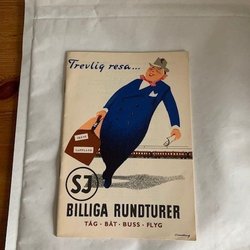 Trevlig resa...
SJ
BILLIGA RUNDTURER
TÅG - BÅT - BUSS - FLYG